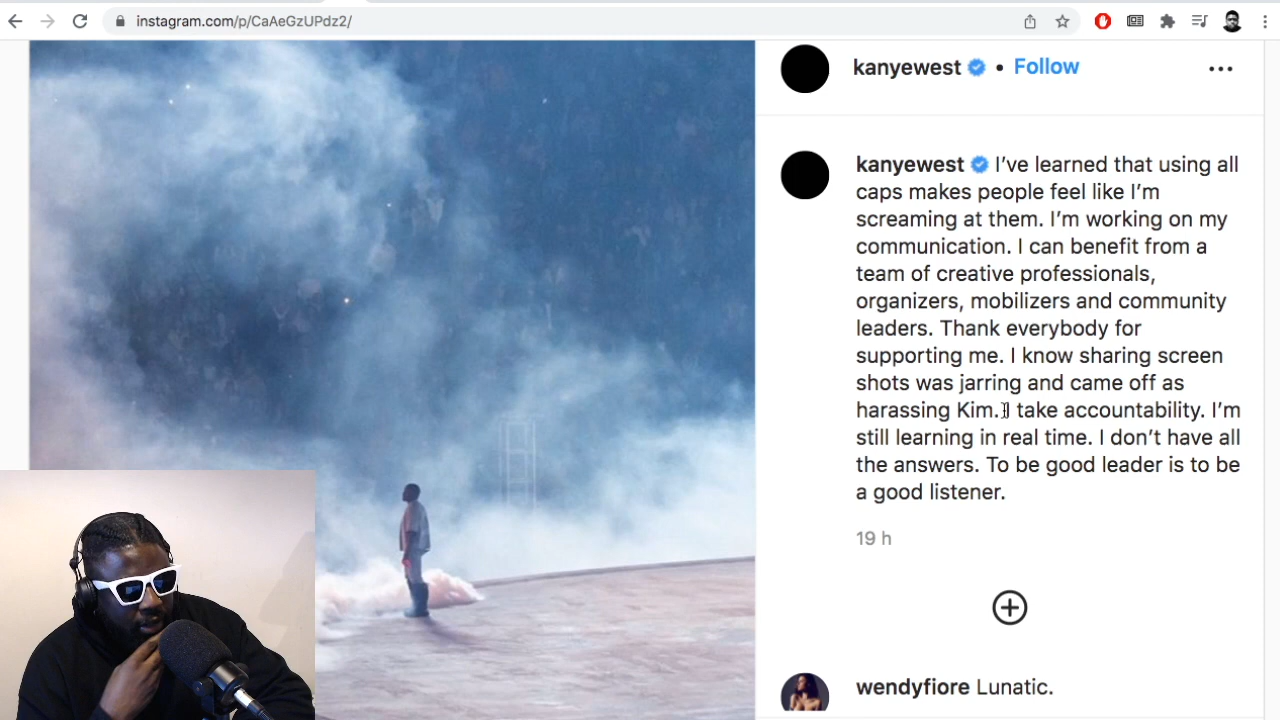 instagram.com/p/CaAeGzUPdz2/
kanyewest • Follow
kanyewest I’ve learned that using all
caps makes people feel like I’m
screaming at them. I’m working on my
communication. I can benefit from a
team of creative professionals,
organizers, mobilizers and community
leaders. Thank everybody for
supporting me. I know sharing screen
shots was jarring and came off as
harassing Kim. I take accountability. I’m
still learning in real time. I don’t have all
the answers. To be good leader is to be
a good listener.
19 h
wendyfiore Lunatic.